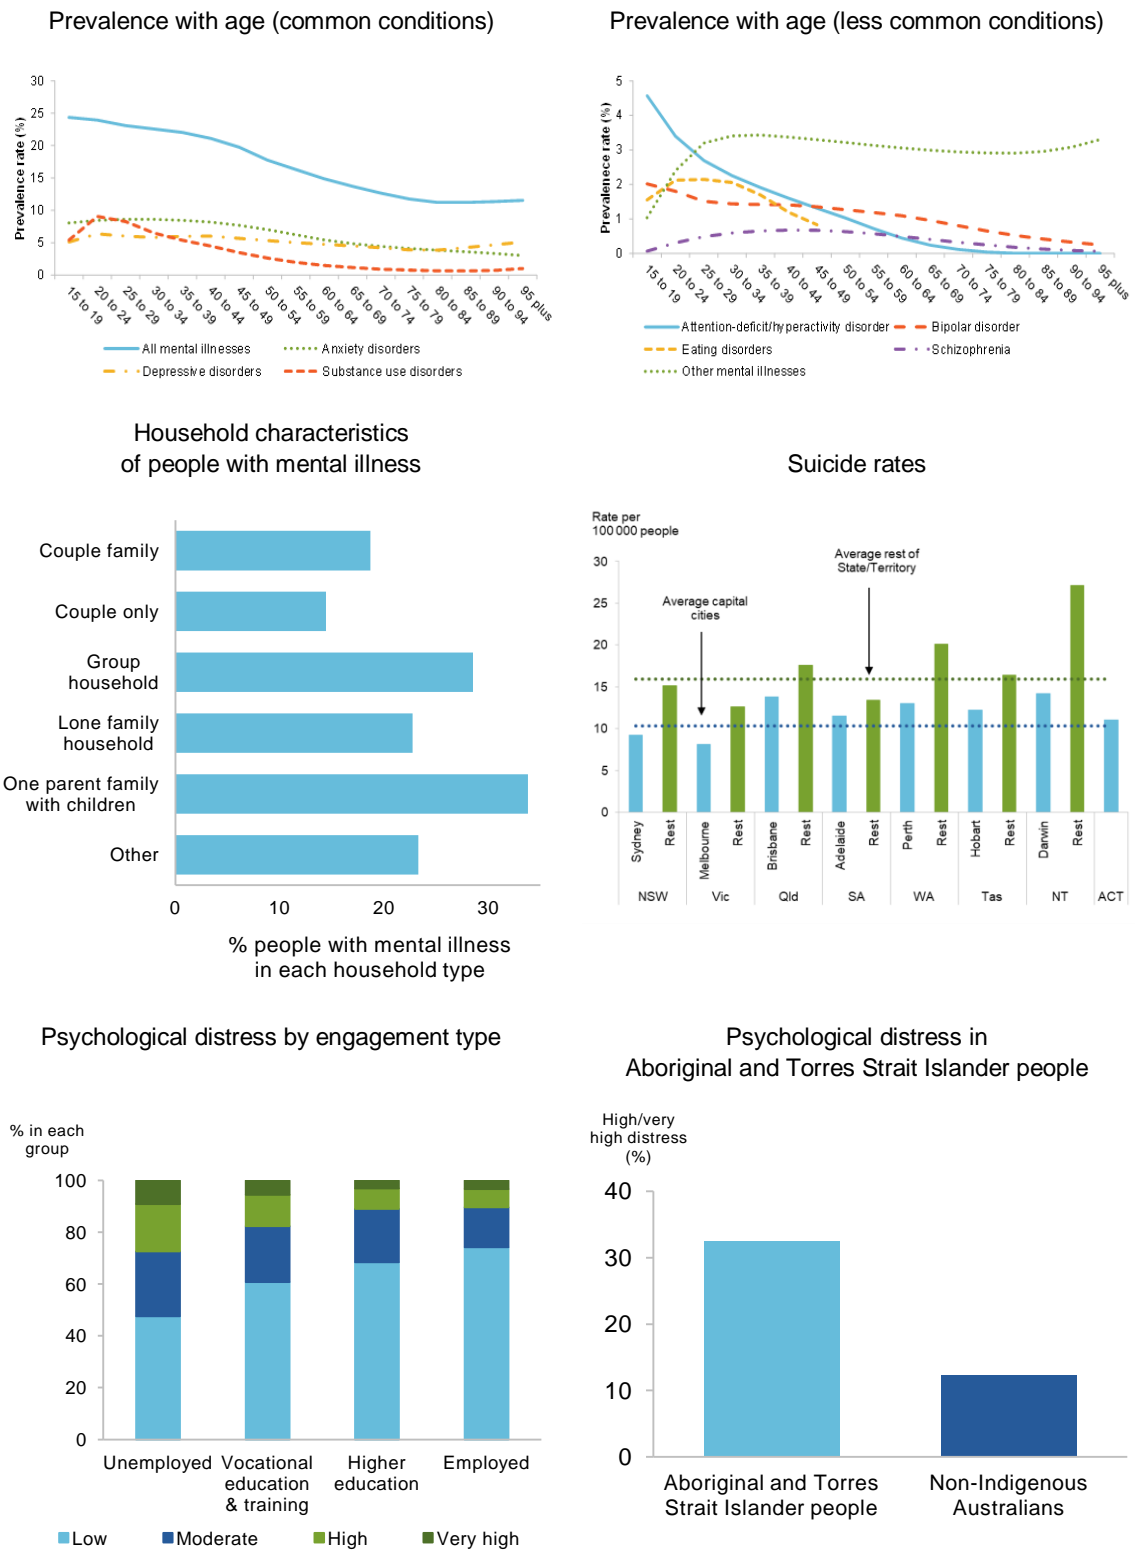 Prevalence with age (common conditions)
Prevalence rate (%)
30
25
20
15
10
5
0
15 to 19
20 to 24
25 to 29
30 to 34
35 to 39
40 to 44
45 to 49
50 to 54
55 to 59
60 to 64
65 to 69
70 to 74
75 to 79
80 to 84
85 to 89
90 to 94
95 plus
All mental illnesses
Anxiety disorders
Depressive disorders
Substance use disorders
Prevalence with age (less common conditions)
Prevalenece rate (%)
5
4
3
2
1
0
15 to 19
20 to 24
25 to 29
30 to 34
35 to 39
40 to 44
45 to 49
50 to 54
55 to 59
60 to 64
65 to 69
70 to 74
75 to 79
80 to 84
85 to 89
90 to 94
95 plus
Attention-deficit/hyperactivity disorder
Bipolar disorder
Eating disorders
Schizophrenia
Other mental illnesses
Household characteristics
of people with mental illness
Couple family
Couple only
Group
household
Lone family
household
One parent family
with children
Other
0
10
20
30
% people with mental illness
in each household type
Suicide rates
Rate per
100 000 people
30
25
20
15
10
5
0
Average capital
cities
Average rest of
State/Territory
Sydney
Rest
Melbourne
Rest
Brisbane
Rest
Adelaide
Rest
Perth
Rest
Hobart
Rest
Darwin
Rest
NSW
Vic
Qld
SA
WA
Tas
NT
ACT
Psychological distress by engagement type
% in each
group
100
80
60
40
20
0
Unemployed
Vocational
education
& training
Higher
education
Employed
Low
Moderate
High
Very high
Psychological distress in
Aboriginal and Torres Strait Islander people
High/very
high distress
(%)
40
30
20
10
0
Aboriginal and Torres
Strait Islander people
Non-Indigenous
Australians